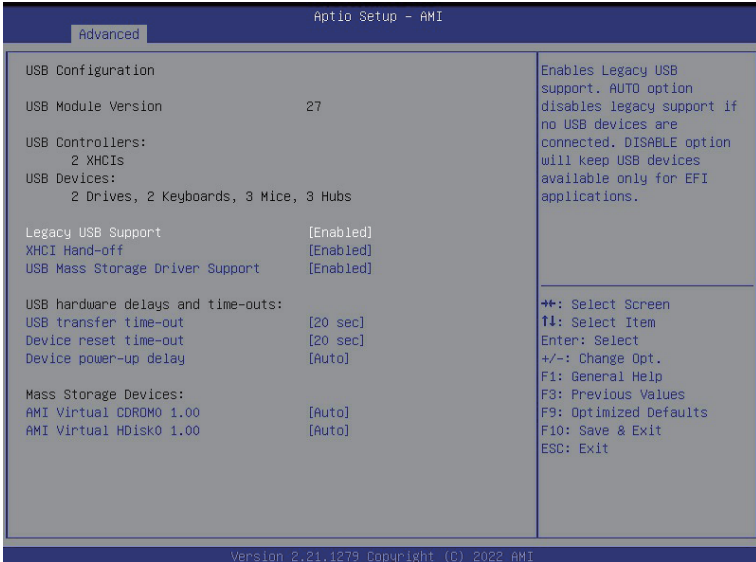 Aptio Setup – AMI
Advanced
USB Configuration
USB Module Version 27
USB Controllers:
2 XHCIs
USB Devices:
2 Drives, 2 Keyboards, 3 Mice, 3 Hubs
Legacy USB Support [Enabled]
XHCI Hand-off [Enabled]
USB Mass Storage Driver Support [Enabled]
USB hardware delays and time-outs:
USB transfer time-out [20 sec]
Device reset time-out [20 sec]
Device power-up delay [Auto]
Mass Storage Devices:
AMI Virtual CDROM0 1.00 [Auto]
AMI Virtual HDisk0 1.00 [Auto]
Enables Legacy USB
support. AUTO option
disables legacy support if
no USB devices are
connected. DISABLE option
will keep USB devices
available only for EFI
applications.
→←: Select Screen
↑↓: Select Item
Enter: Select
+/-: Change Opt.
F1: General Help
F3: Previous Values
F9: Optimized Defaults
F10: Save & Exit
ESC: Exit
Version 2.21.1279 Copyright (C) 2022 AMI